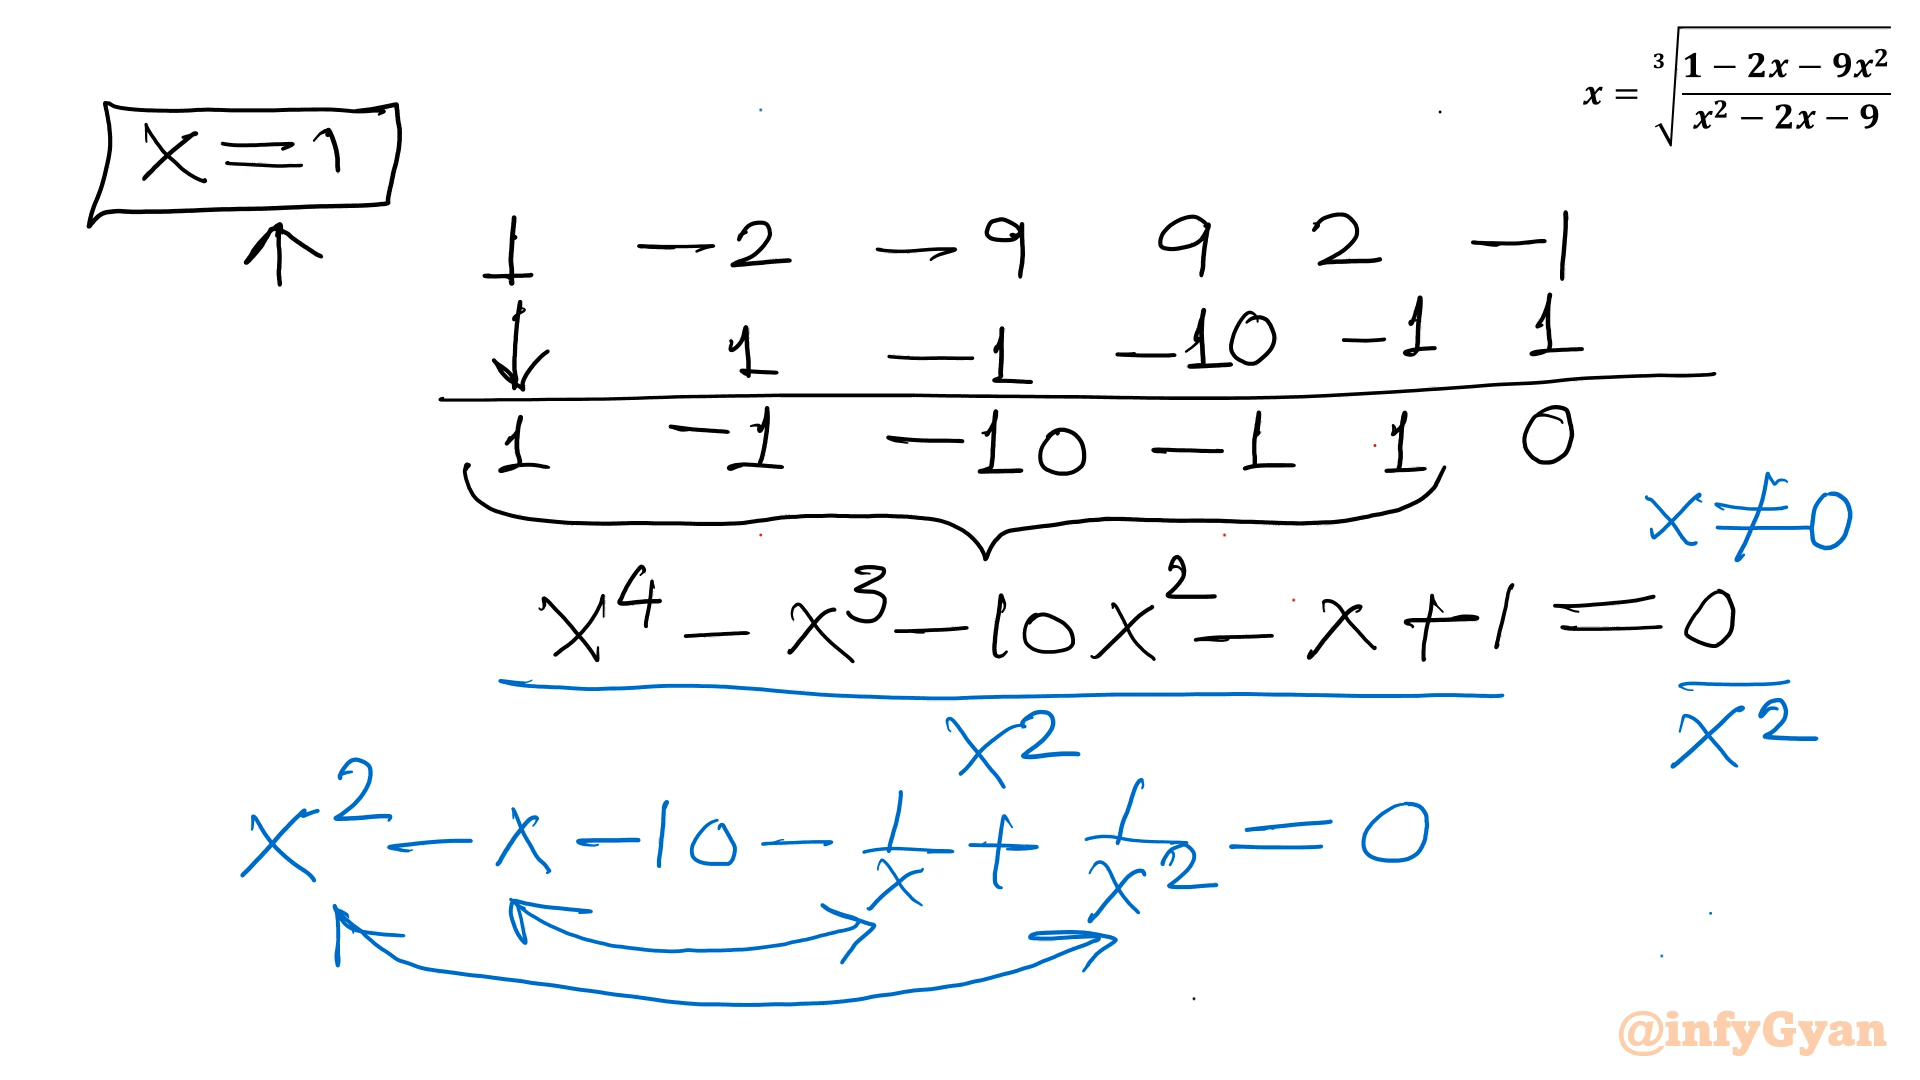 x = ∛((1 − 2x − 9x²)/(x² − 2x − 9))
x = 1
1 −2 −9 9 2 −1
1 −1 −10 −1 1
1 −1 −10 −1 1 0
x ≠ 0
x⁴ − x³ − 10x² − x + 1 = 0
x² x²
x² − x − 10 − 1/x + 1/x² = 0
@infyGyan